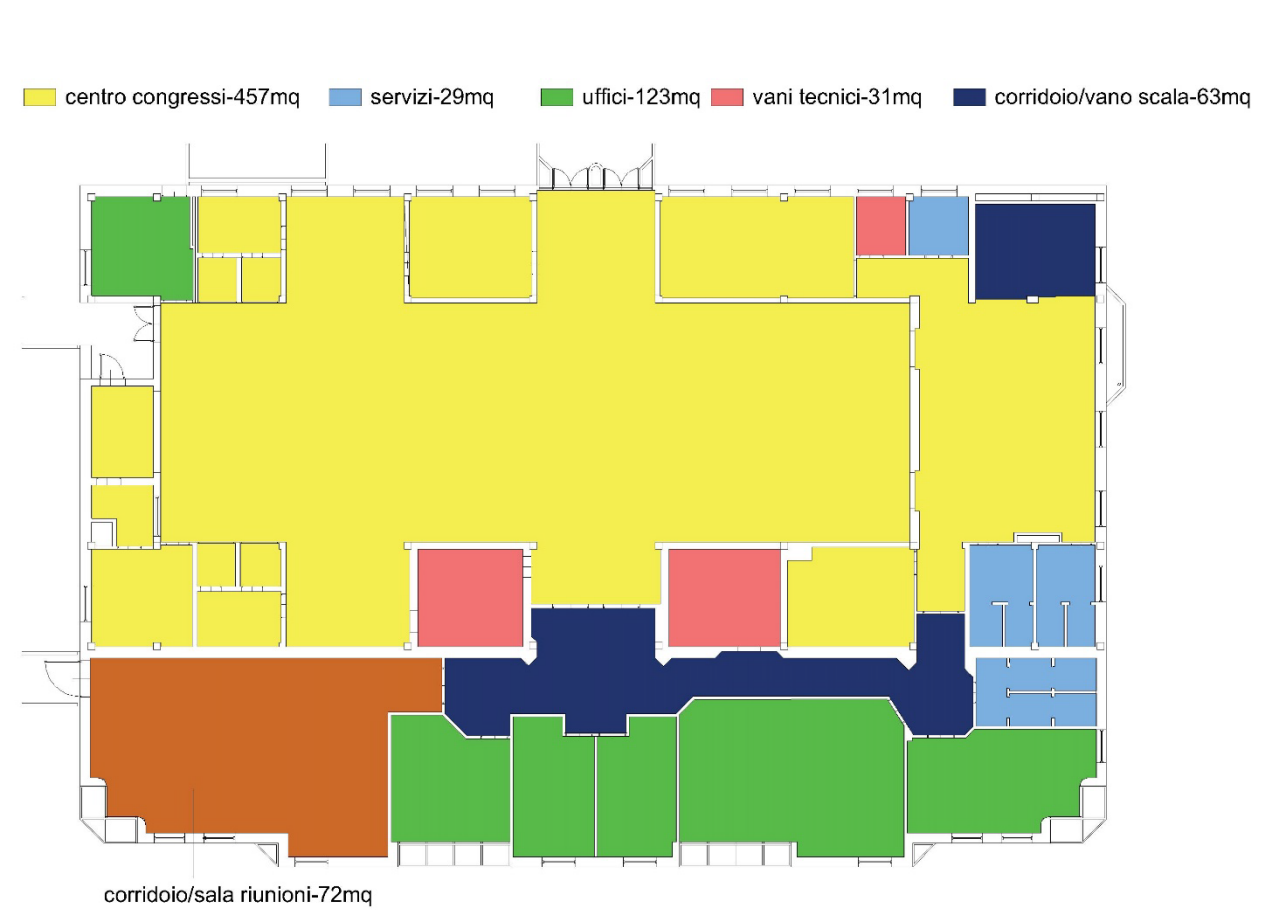 centro congressi-457mq servizi-29mq uffici-123mq vani tecnici-31mq corridoio/vano scala-63mq
corridoio/sala riunioni-72mq